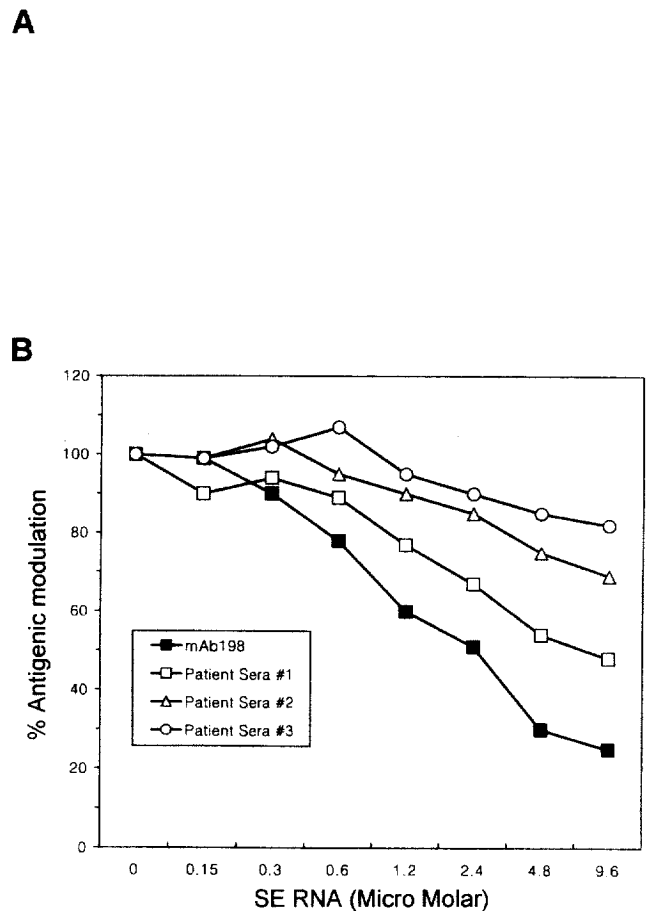 A
B
120
100
80
60
40
20
0
% Antigenic modulation
mAb198
Patient Sera #1
Patient Sera #2
Patient Sera #3
0 0.15 0.3 0.6 1.2 2.4 4.8 9.6
SE RNA (Micro Molar)